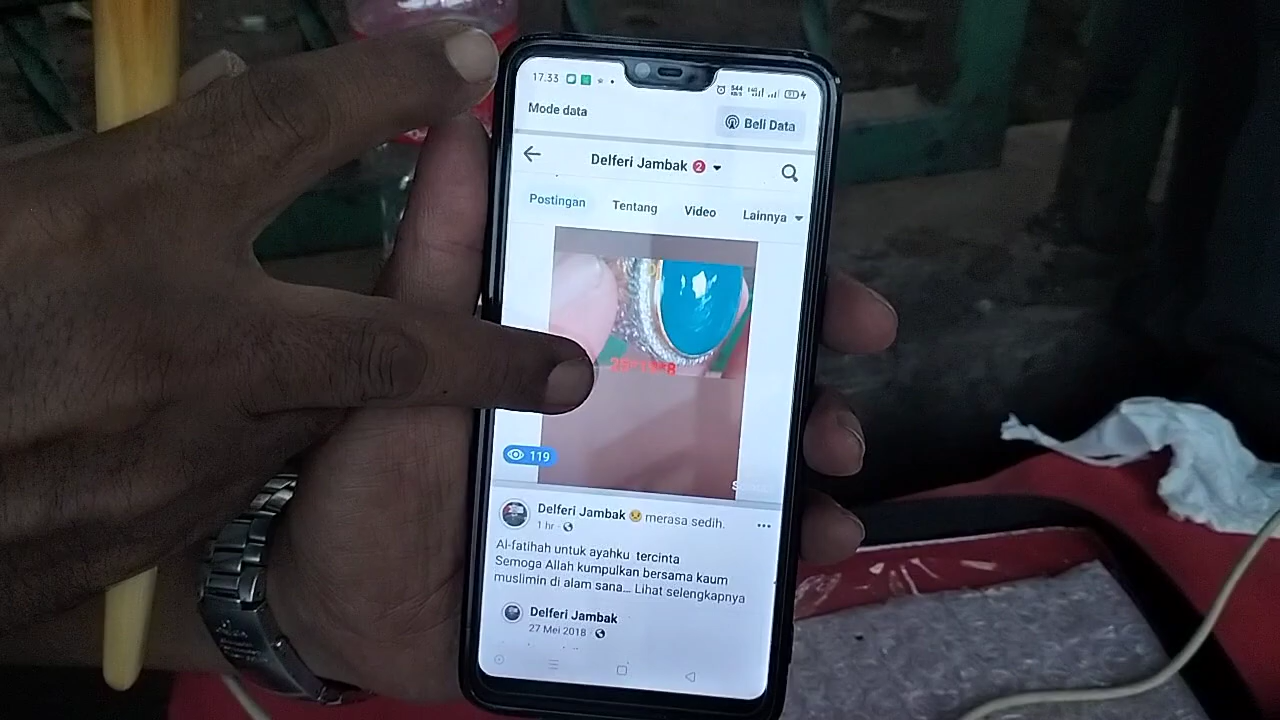 17.33
91
Mode data
Beli Data
Delferi Jambak 2
Postingan
Tentang
Video
Lainnya
119
Delferi Jambak 😔 merasa sedih.
1 hr
Al-fatihah untuk ayahku tercinta
Semoga Allah kumpulkan bersama kaum
muslimin di alam sana... Lihat selengkapnya
Delferi Jambak
27 Mei 2018